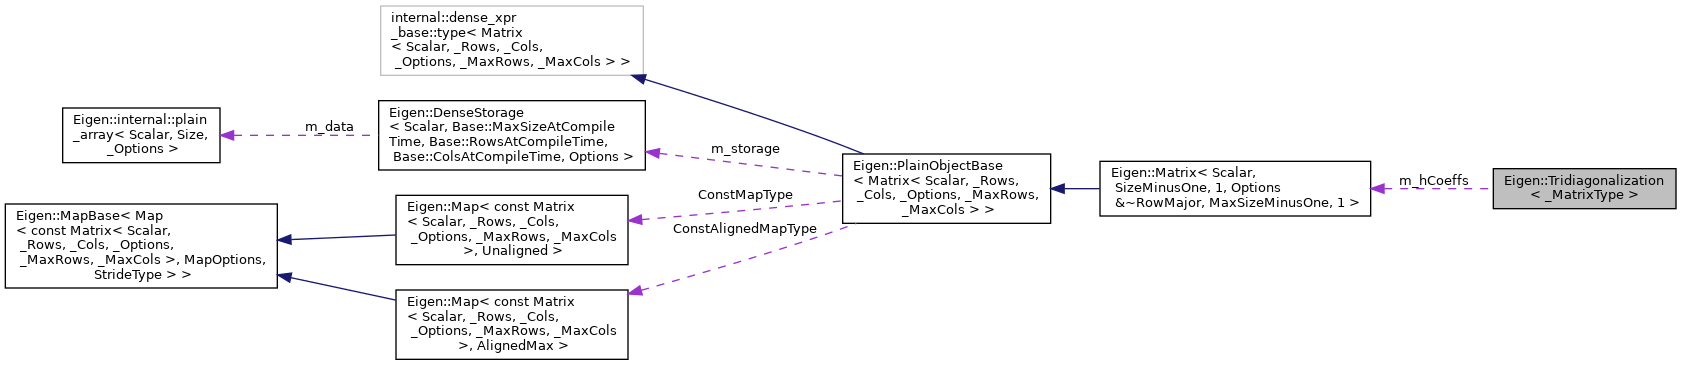 internal::dense_xpr
_base::type< Matrix
< Scalar, _Rows, _Cols,
_Options, _MaxRows, _MaxCols > >
Eigen::internal::plain
_array< Scalar, Size,
_Options >
m_data
Eigen::DenseStorage
< Scalar, Base::MaxSizeAtCompile
Time, Base::RowsAtCompileTime,
Base::ColsAtCompileTime, Options >
m_storage
ConstMapType
ConstAlignedMapType
Eigen::PlainObjectBase
< Matrix< Scalar, _Rows,
_Cols, _Options, _MaxRows,
_MaxCols > >
Eigen::Matrix< Scalar,
SizeMinusOne, 1, Options
&~RowMajor, MaxSizeMinusOne, 1 >
m_hCoeffs
Eigen::Tridiagonalization
< _MatrixType >
Eigen::MapBase< Map
< const Matrix< Scalar,
_Rows, _Cols, _Options,
_MaxRows, _MaxCols >, MapOptions,
StrideType > >
Eigen::Map< const Matrix
< Scalar, _Rows, _Cols,
_Options, _MaxRows, _MaxCols
>, Unaligned >
Eigen::Map< const Matrix
< Scalar, _Rows, _Cols,
_Options, _MaxRows, _MaxCols
>, AlignedMax >